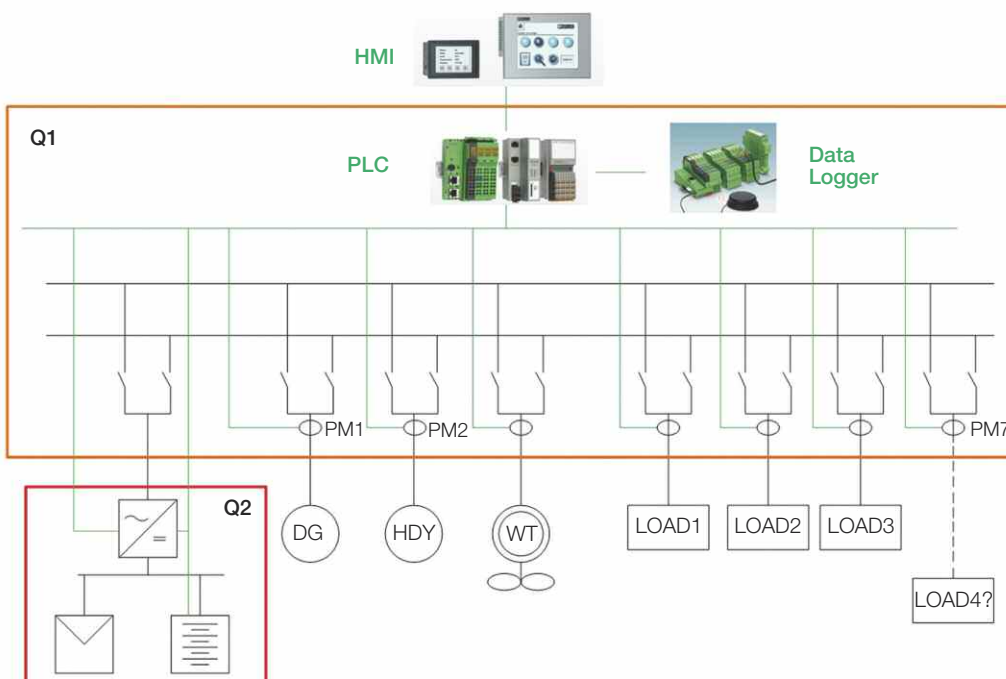 HMI
Q1
PLC
Data
Logger
PM1
PM2
PM7
Q2
DG
HDY
WT
LOAD1
LOAD2
LOAD3
LOAD4?